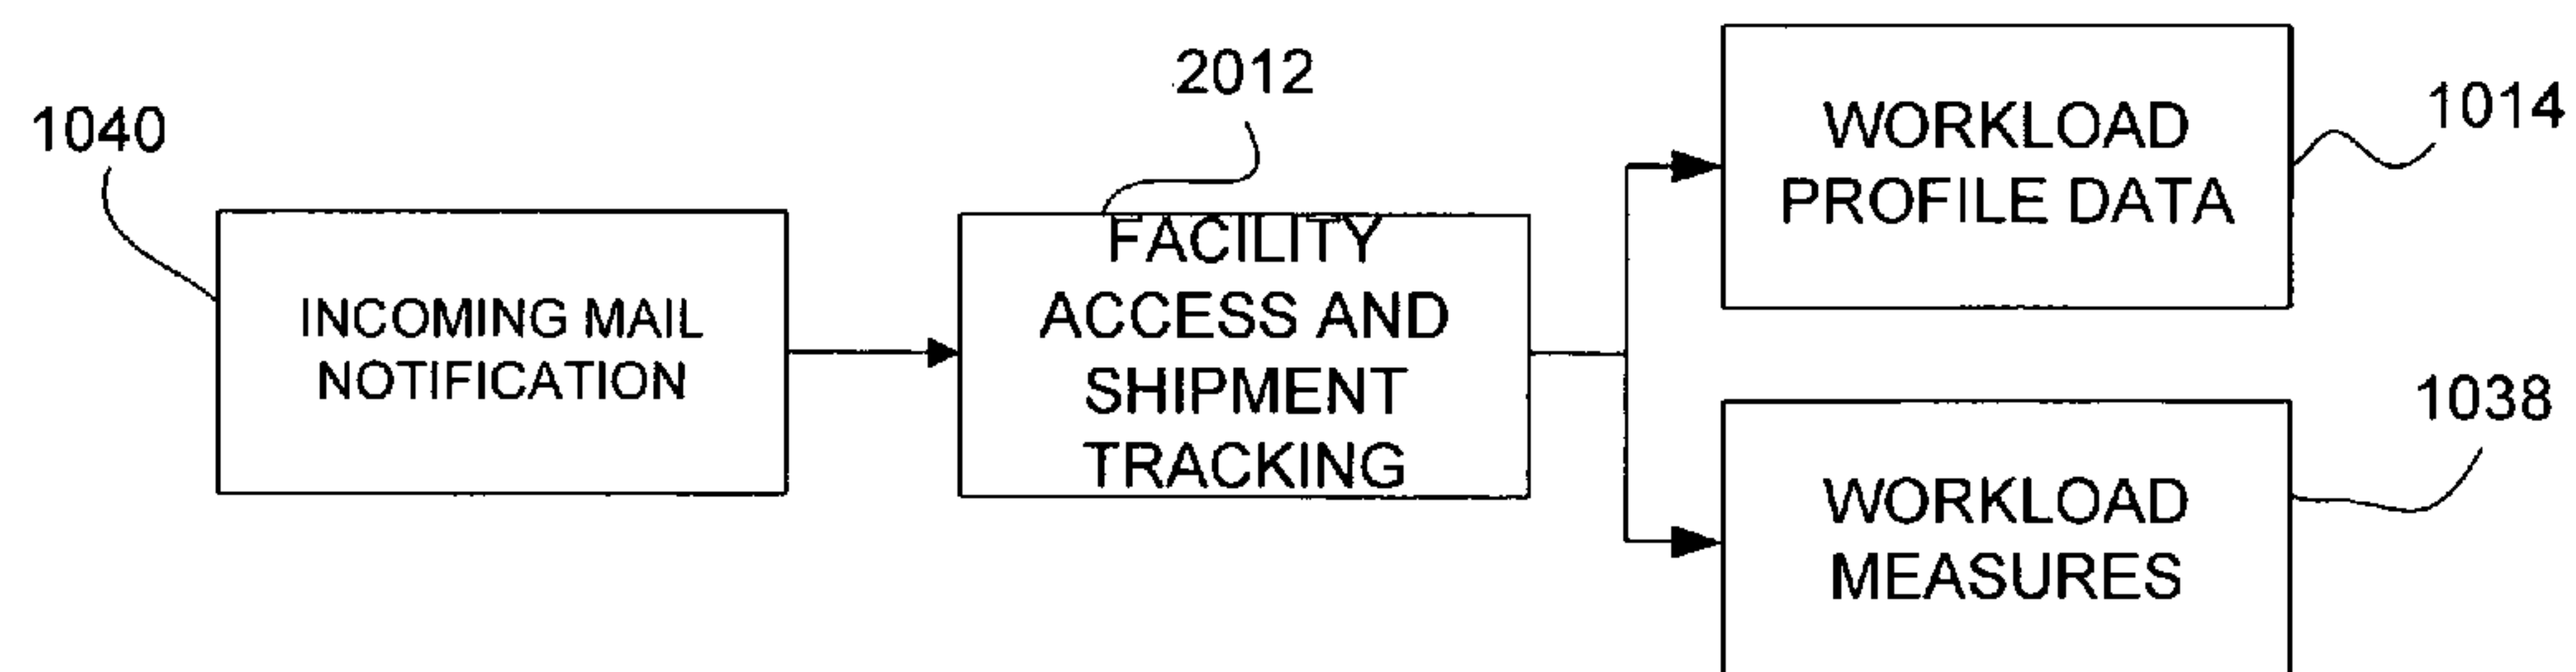 2012
1014
1040
WORKLOAD
PROFILE DATA
FACILITY
ACCESS AND
SHIPMENT
TRACKING
INCOMING MAIL
NOTIFICATION
1038
WORKLOAD
MEASURES